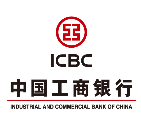 ICBC
中国工商银行
INDUSTRIAL AND COMMERCIAL BANK OF CHINA